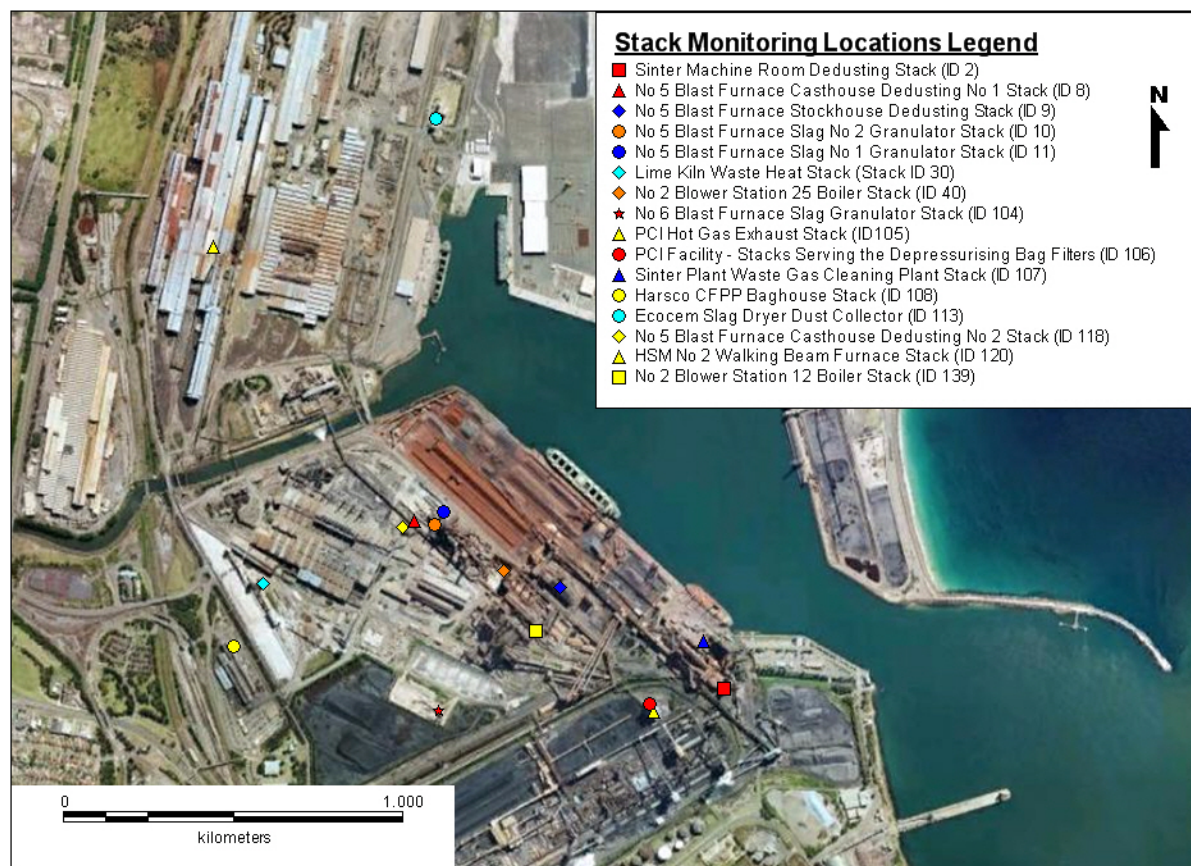 Stack Monitoring Locations Legend
Sinter Machine Room Dedusting Stack (ID 2)
No 5 Blast Furnace Casthouse Dedusting No 1 Stack (ID 8)
No 5 Blast Furnace Stockhouse Dedusting Stack (ID 9)
No 5 Blast Furnace Slag No 2 Granulator Stack (ID 10)
No 5 Blast Furnace Slag No 1 Granulator Stack (ID 11)
Lime Kiln Waste Heat Stack (Stack ID 30)
No 2 Blower Station 25 Boiler Stack (ID 40)
No 6 Blast Furnace Slag Granulator Stack (ID 104)
PCI Hot Gas Exhaust Stack (ID105)
PCI Facility - Stacks Serving the Depressurising Bag Filters (ID 106)
Sinter Plant Waste Gas Cleaning Plant Stack (ID 107)
Harsco CFPP Baghouse Stack (ID 108)
Ecocem Slag Dryer Dust Collector (ID 113)
No 5 Blast Furnace Casthouse Dedusting No 2 Stack (ID 118)
HSM No 2 Walking Beam Furnace Stack (ID 120)
No 2 Blower Station 12 Boiler Stack (ID 139)
N
0 1.000
kilometers